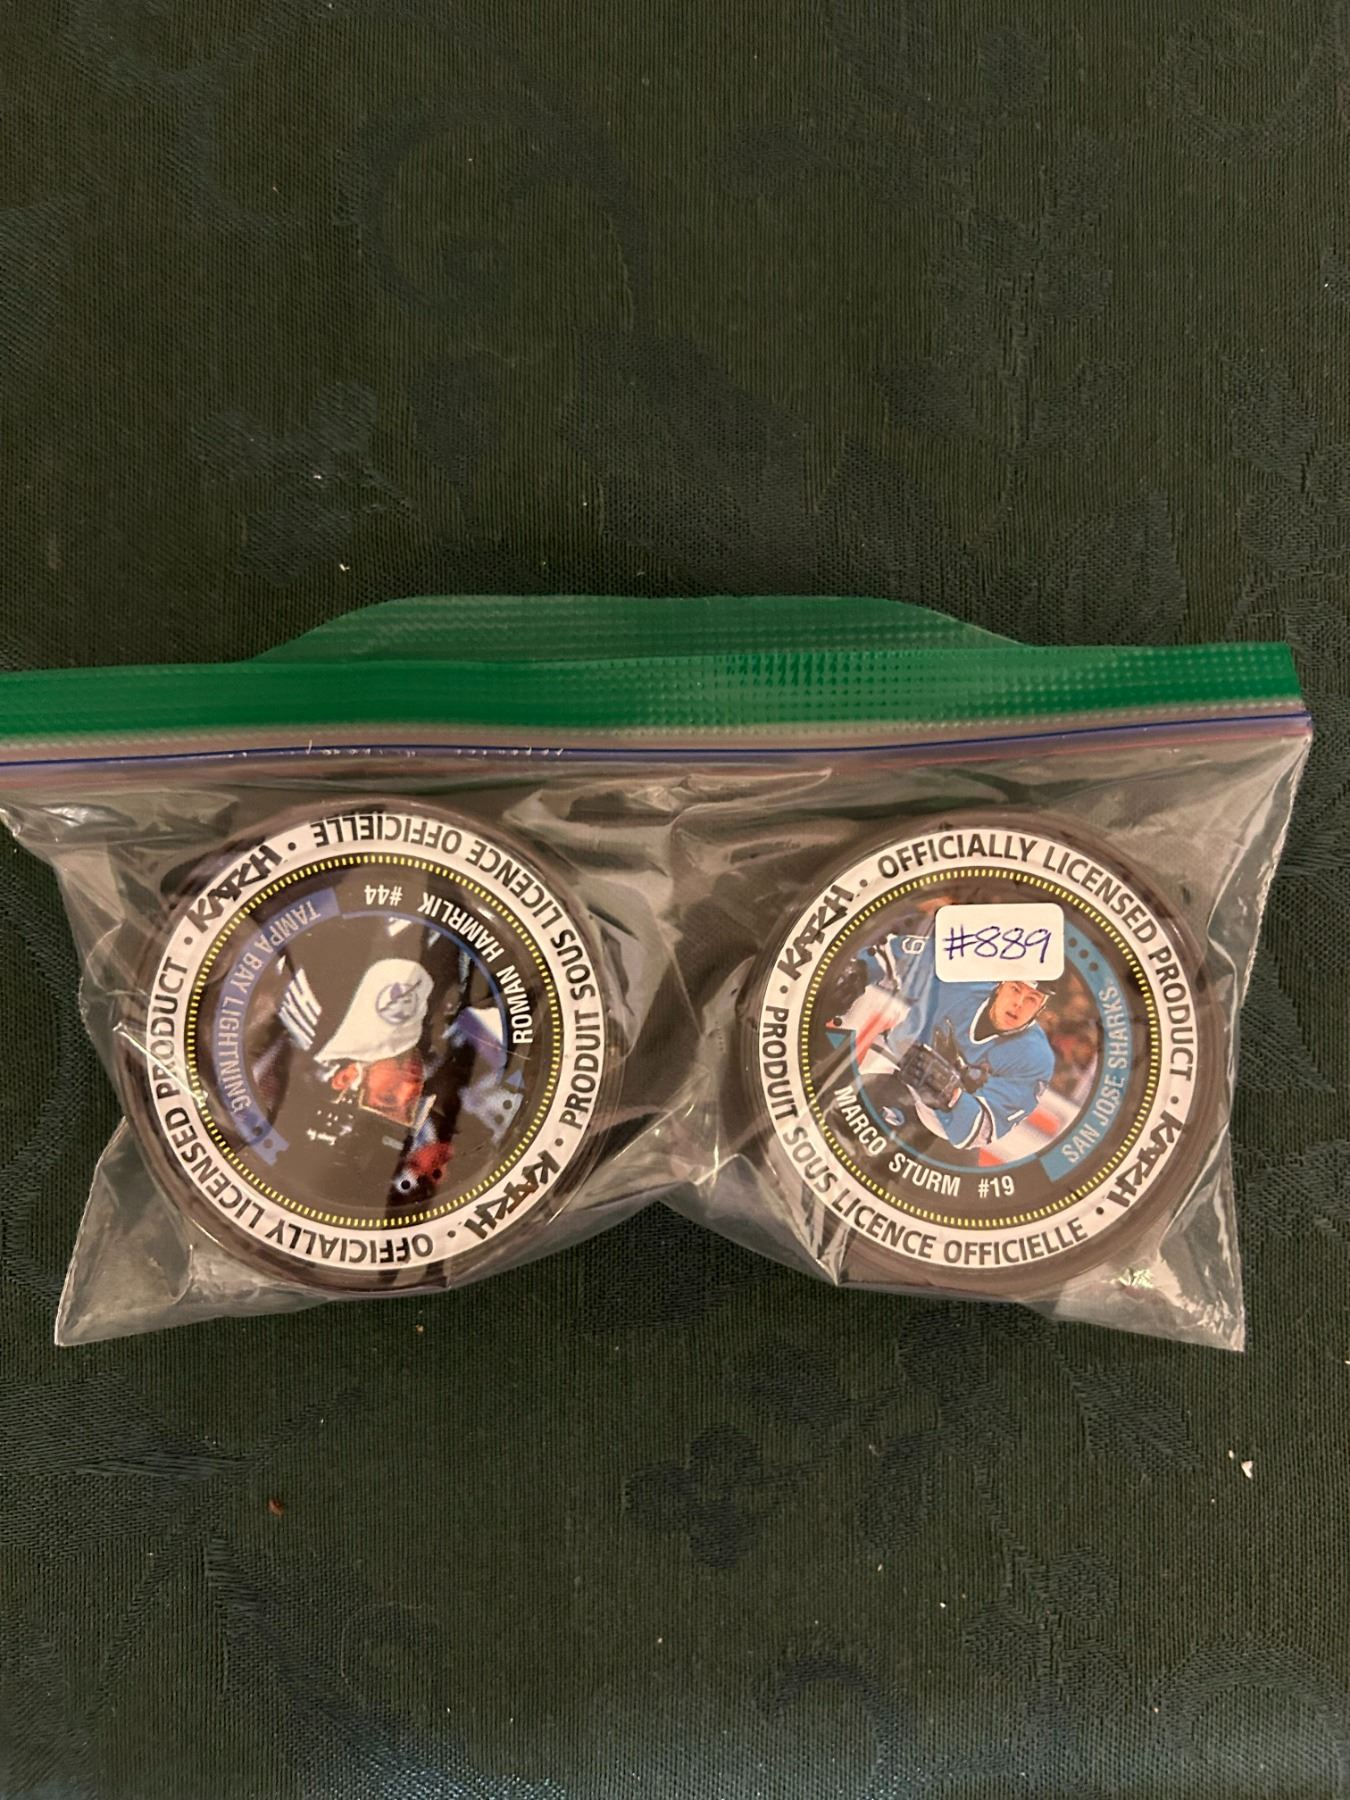 KATCH • PRODUIT SOUS LICENCE OFFICIELLE • KATCH • OFFICIALLY LICENSED PRODUCT •
TAMPA BAY LIGHTNING
ROMAN HAMRLIK #44
KATCH • OFFICIALLY LICENSED PRODUCT • KATCH • PRODUIT SOUS LICENCE OFFICIELLE •
#889
SAN JOSE SHARKS
MARCO STURM #19